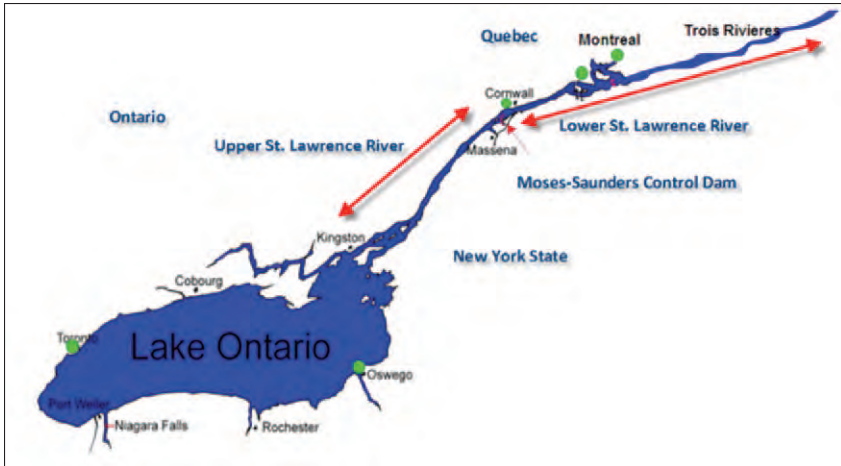 Quebec
Montreal
Trois Rivieres
Cornwall
Ontario
Upper St. Lawrence River
Lower St. Lawrence River
Massena
Moses-Saunders Control Dam
Kingston
New York State
Cobourg
Toronto
Lake Ontario
Oswego
Port Weller
Niagara Falls
Rochester